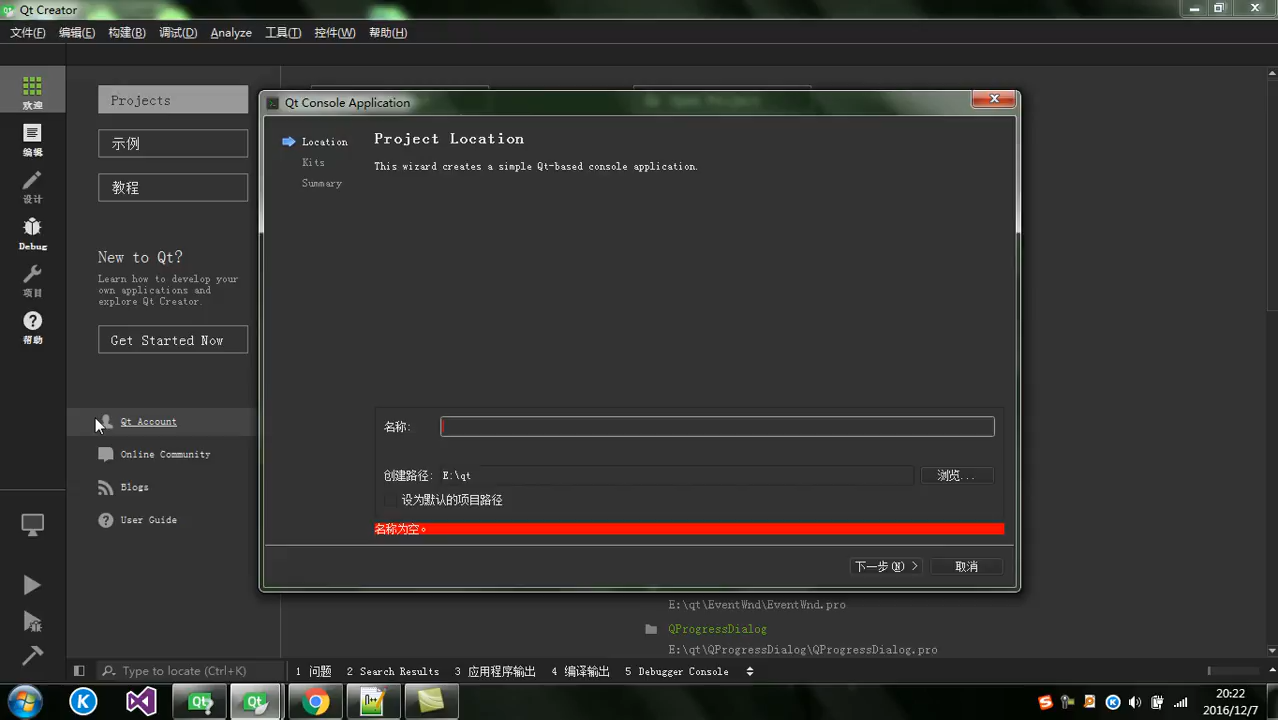 Qt Creator
文件(F) 编辑(E) 构建(B) 调试(D) Analyze 工具(T) 控件(W) 帮助(H)
欢迎
编辑
设计
Debug
项目
帮助
Projects
示例
教程
New to Qt?
Learn how to develop your
own applications and
explore Qt Creator.
Get Started Now
Qt Account
Online Community
Blogs
User Guide
Qt Console Application
Location
Kits
Summary
Project Location
This wizard creates a simple Qt-based console application.
名称:
创建路径: E:\qt 浏览...
设为默认的项目路径
名称为空。
下一步(N) > 取消
E:\qt\EventWnd\EventWnd.pro
QProgressDialog
E:\qt\QProgressDialog\QProgressDialog.pro
Type to locate (Ctrl+K) 1 问题 2 Search Results 3 应用程序输出 4 编译输出 5 Debugger Console
20:22
2016/12/7